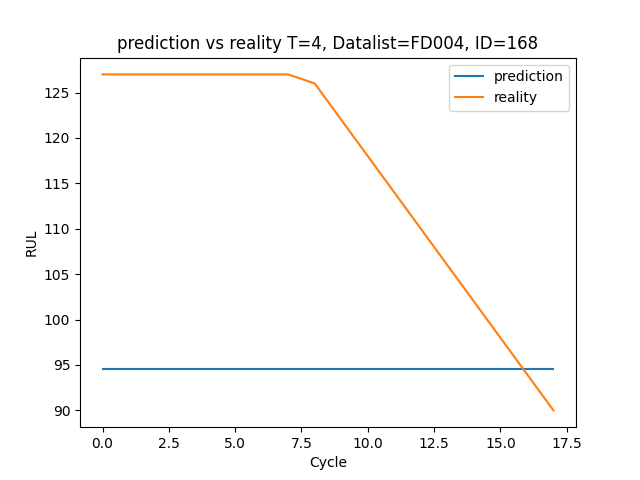 prediction vs reality T=4, Datalist=FD004, ID=168
prediction
reality
RUL
125
120
115
110
105
100
95
90
0.0 2.5 5.0 7.5 10.0 12.5 15.0 17.5
Cycle